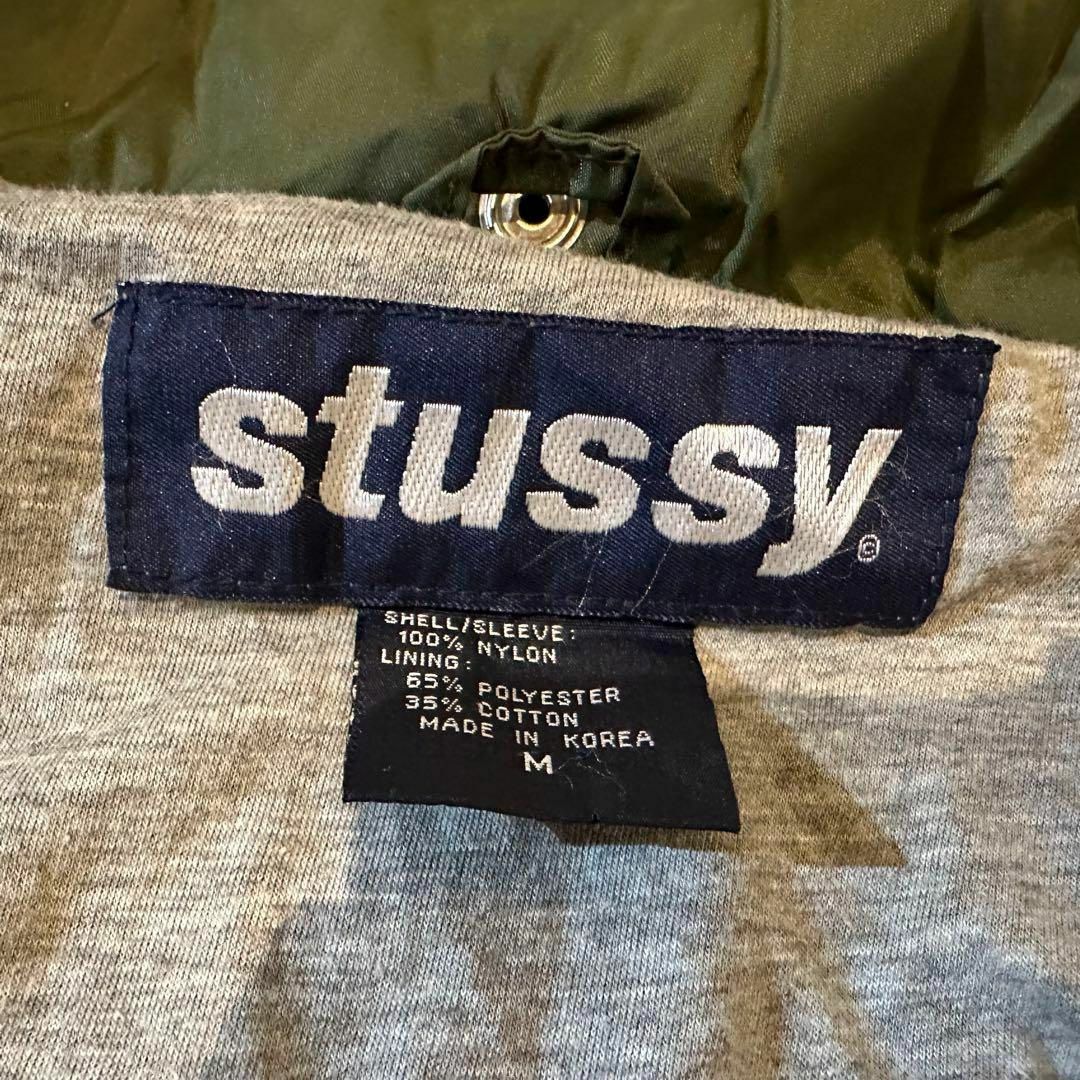 stussy©
SHELL/SLEEVE:
100% NYLON
LINING:
65% POLYESTER
35% COTTON
MADE IN KOREA
M